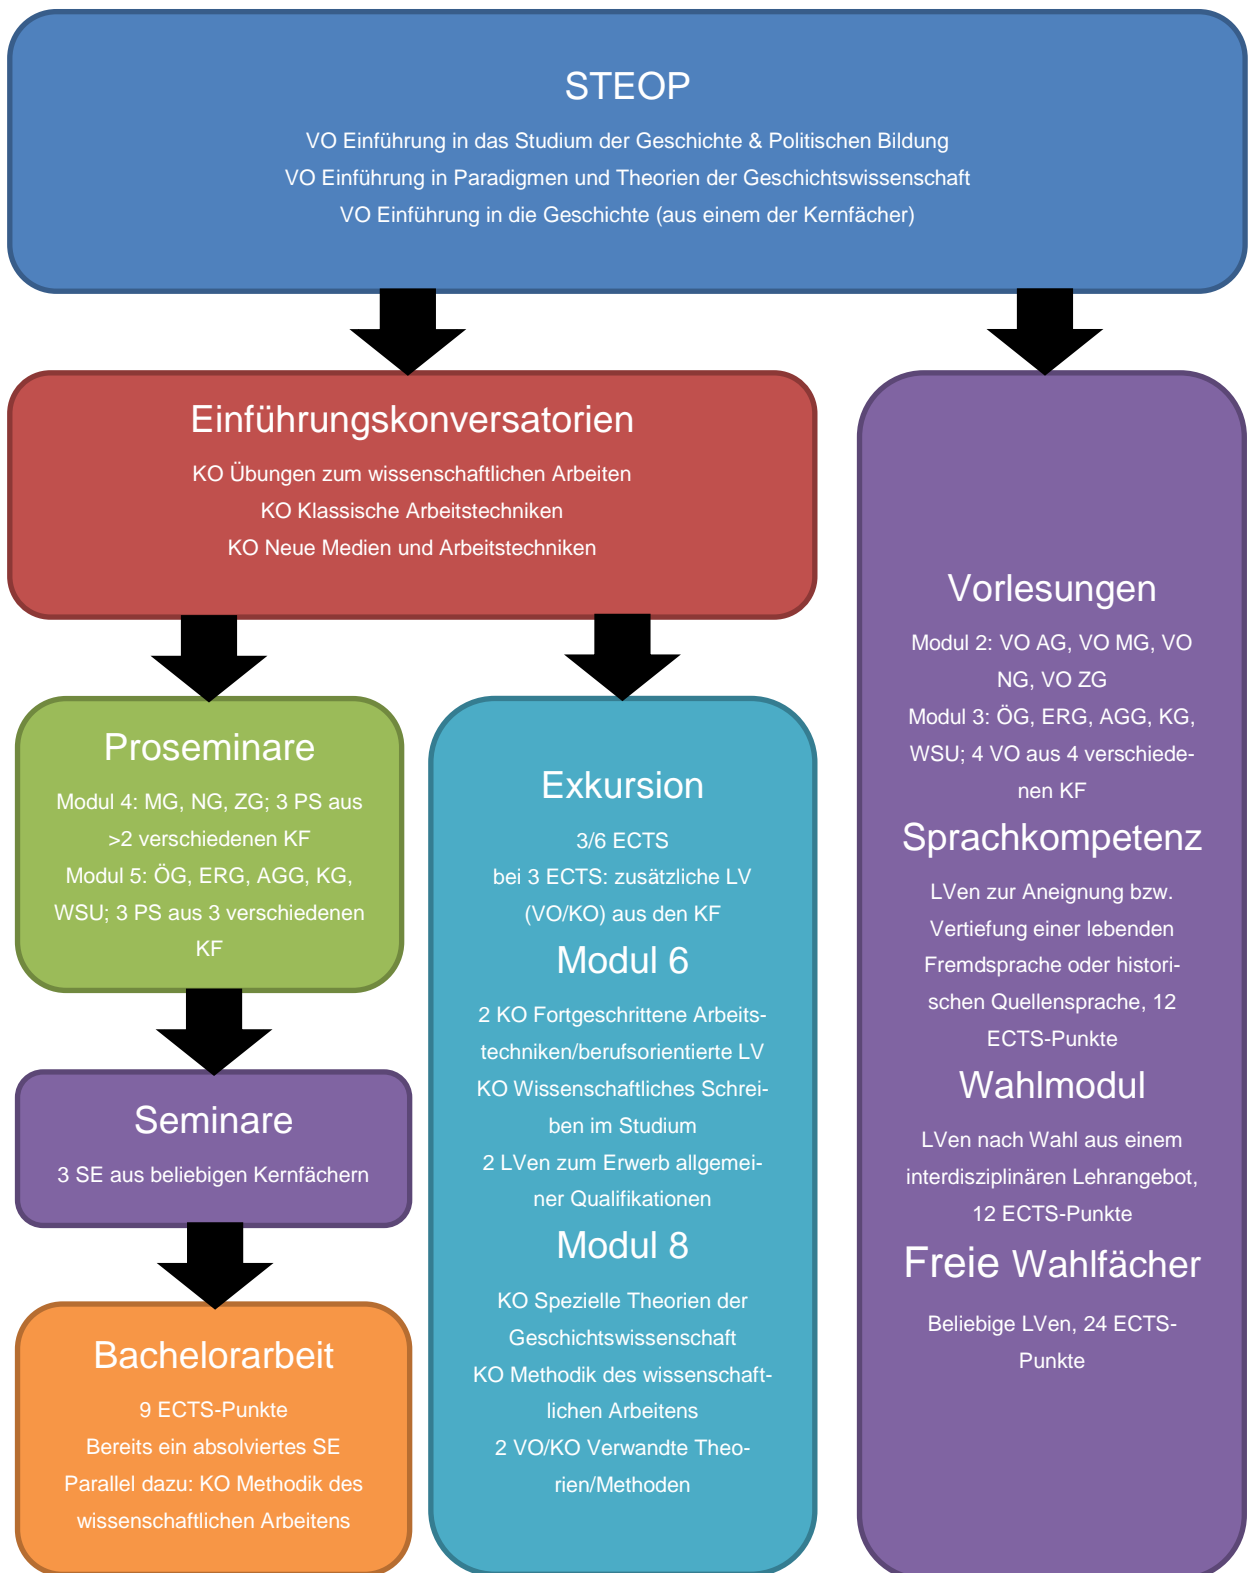 STEOP
VO Einführung in das Studium der Geschichte & Politischen Bildung
VO Einführung in Paradigmen und Theorien der Geschichtswissenschaft
VO Einführung in die Geschichte (aus einem der Kernfächer)
Einführungskonversatorien
KO Übungen zum wissenschaftlichen Arbeiten
KO Klassische Arbeitstechniken
KO Neue Medien und Arbeitstechniken
Proseminare
Modul 4: MG, NG, ZG; 3 PS aus
>2 verschiedenen KF
Modul 5: ÖG, ERG, AGG, KG,
WSU; 3 PS aus 3 verschiedenen
KF
Seminare
3 SE aus beliebigen Kernfächern
Bachelorarbeit
9 ECTS-Punkte
Bereits ein absolviertes SE
Parallel dazu: KO Methodik des
wissenschaftlichen Arbeitens
Exkursion
3/6 ECTS
bei 3 ECTS: zusätzliche LV
(VO/KO) aus den KF
Modul 6
2 KO Fortgeschrittene Arbeits-
techniken/berufsorientierte LV
KO Wissenschaftliches Schrei-
ben im Studium
2 LVen zum Erwerb allgemei-
ner Qualifikationen
Modul 8
KO Spezielle Theorien der
Geschichtswissenschaft
KO Methodik des wissenschaft-
lichen Arbeitens
2 VO/KO Verwandte Theo-
rien/Methoden
Vorlesungen
Modul 2: VO AG, VO MG, VO
NG, VO ZG
Modul 3: ÖG, ERG, AGG, KG,
WSU; 4 VO aus 4 verschiede-
nen KF
Sprachkompetenz
LVen zur Aneignung bzw.
Vertiefung einer lebenden
Fremdsprache oder histori-
schen Quellensprache, 12
ECTS-Punkte
Wahlmodul
LVen nach Wahl aus einem
interdisziplinären Lehrangebot,
12 ECTS-Punkte
Freie Wahlfächer
Beliebige LVen, 24 ECTS-
Punkte